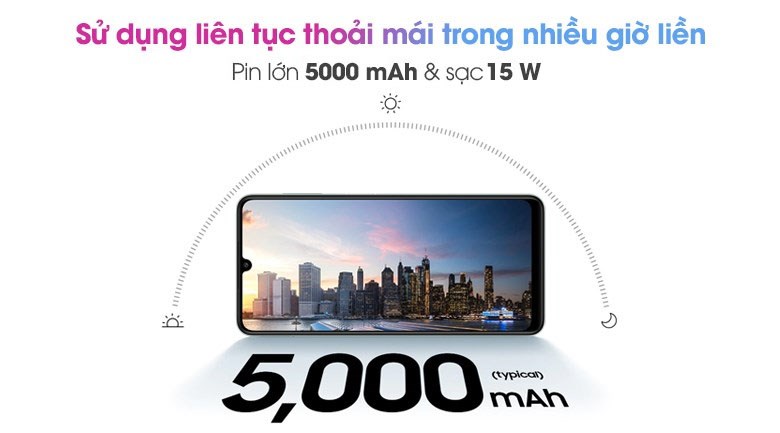 Sử dụng liên tục thoải mái trong nhiều giờ liền
Pin lớn 5000 mAh & sạc 15 W
5,000 (typical) mAh